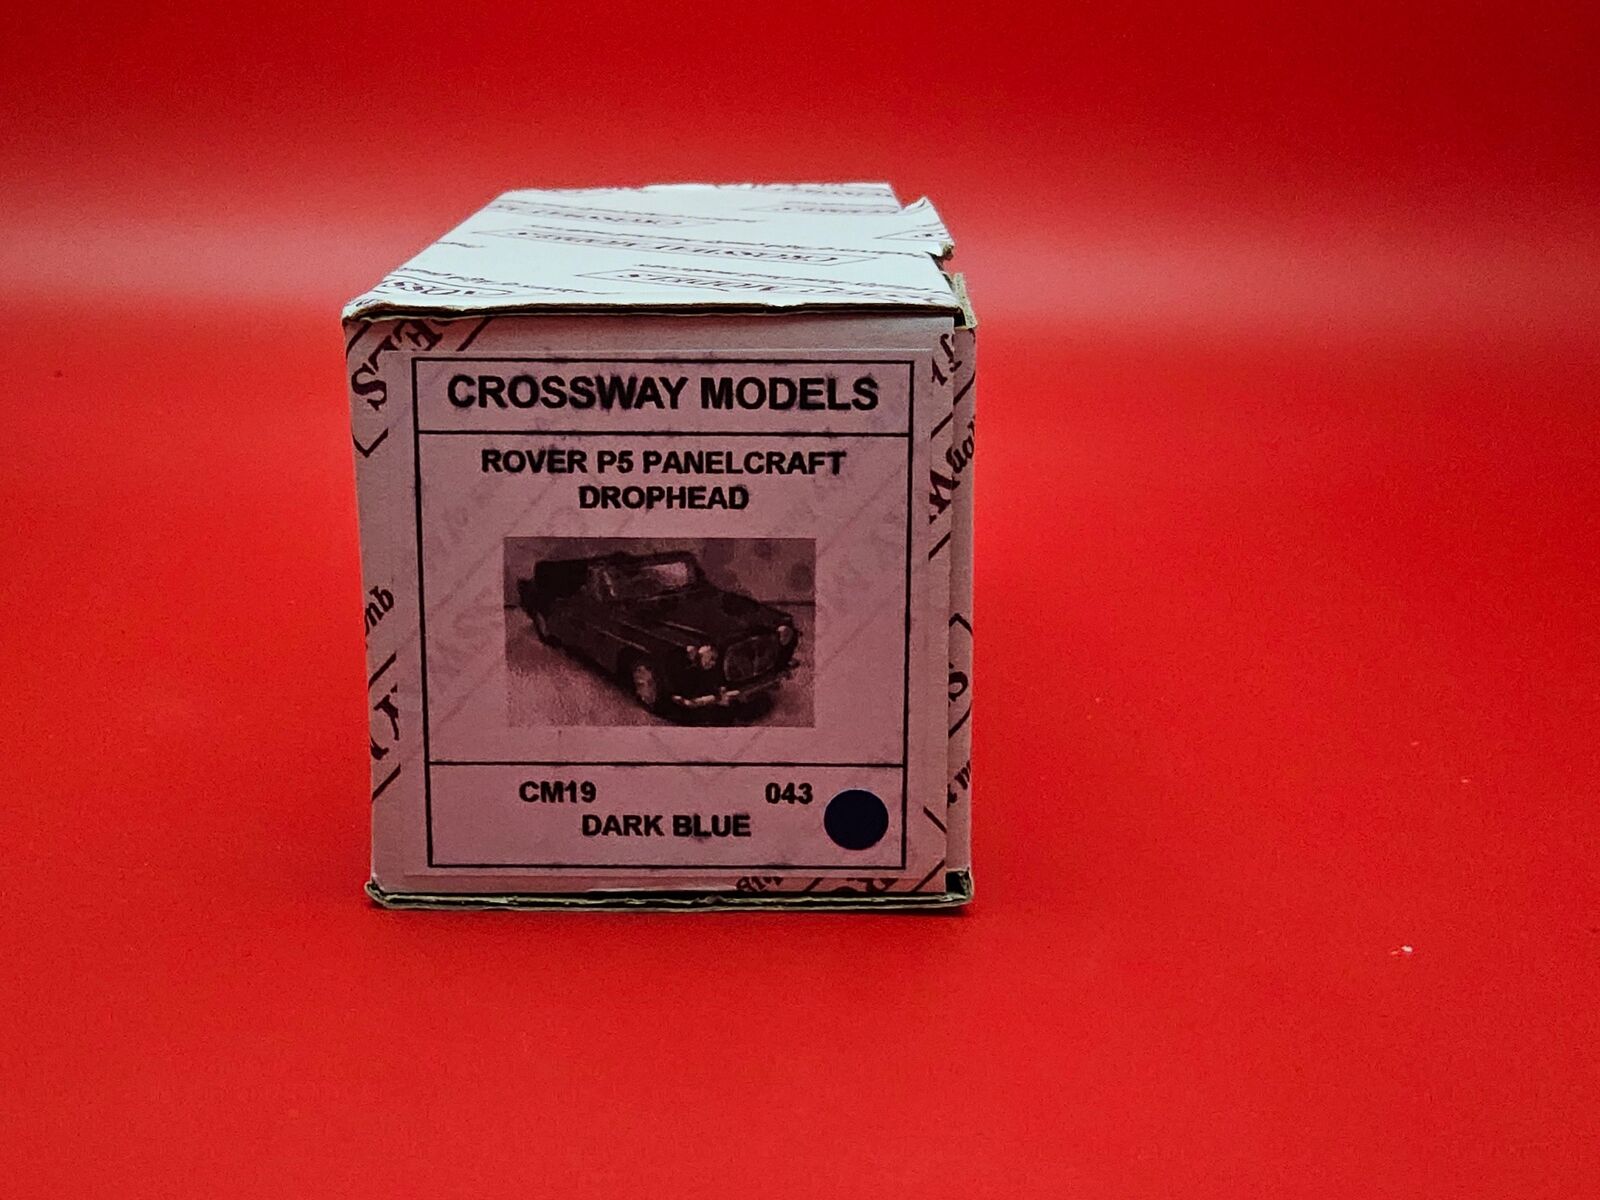 CROSSWAY MODELS
ROVER P5 PANELCRAFT
DROPHEAD
CM19 043
DARK BLUE